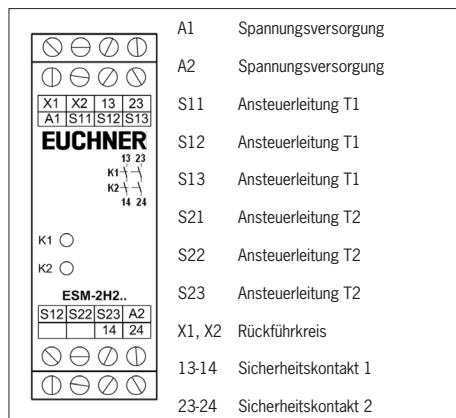 X1 X2 13 23
A1 S11 S12 S13
EUCHNER
13 23
K1
K2
14 24
K1
K2
ESM-2H2..
S12 S22 S23 A2
14 24
A1 Spannungsversorgung
A2 Spannungsversorgung
S11 Ansteuerleitung T1
S12 Ansteuerleitung T1
S13 Ansteuerleitung T1
S21 Ansteuerleitung T2
S22 Ansteuerleitung T2
S23 Ansteuerleitung T2
X1, X2 Rückführkreis
13-14 Sicherheitskontakt 1
23-24 Sicherheitskontakt 2